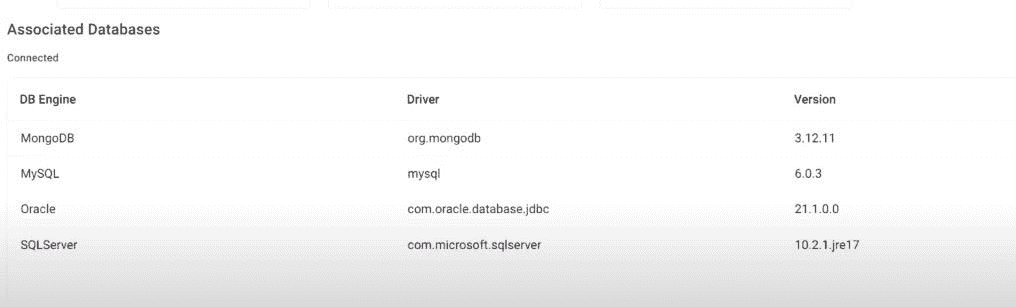 Associated Databases
Connected
DB Engine Driver Version
MongoDB org.mongodb 3.12.11
MySQL mysql 6.0.3
Oracle com.oracle.database.jdbc 21.1.0.0
SQLServer com.microsoft.sqlserver 10.2.1.jre17